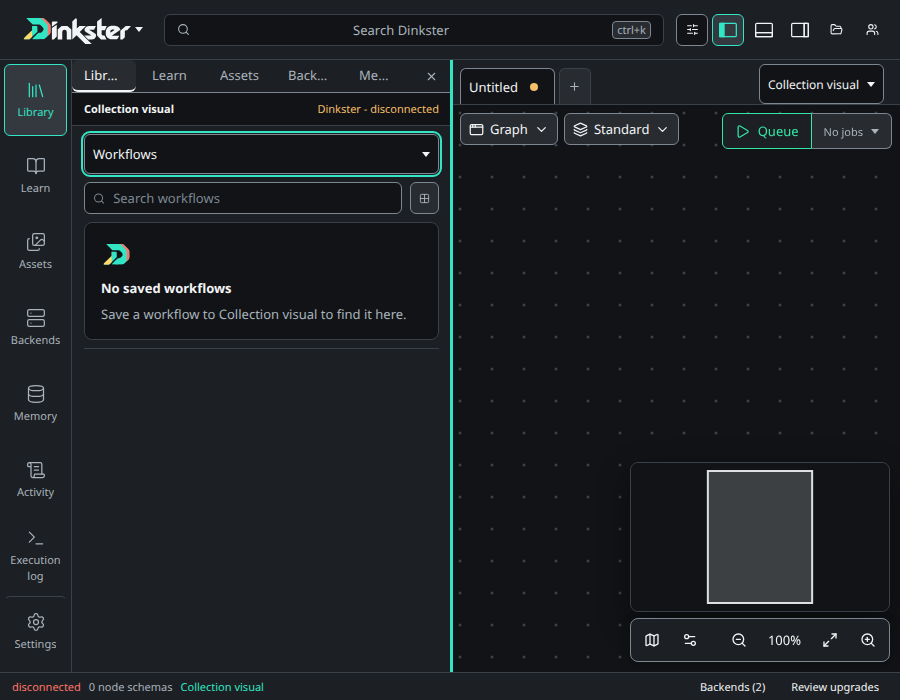 Dinkster
Search Dinkster
ctrl+k
Library
Learn
Assets
Backends
Memory
Activity
Execution
log
Settings
Libr...
Learn
Assets
Back...
Me...
Collection visual
Dinkster - disconnected
Workflows
Search workflows
No saved workflows
Save a workflow to Collection visual to find it here.
Untitled
Collection visual
Graph
Standard
Queue
No jobs
100%
disconnected
0 node schemas
Collection visual
Backends (2)
Review upgrades